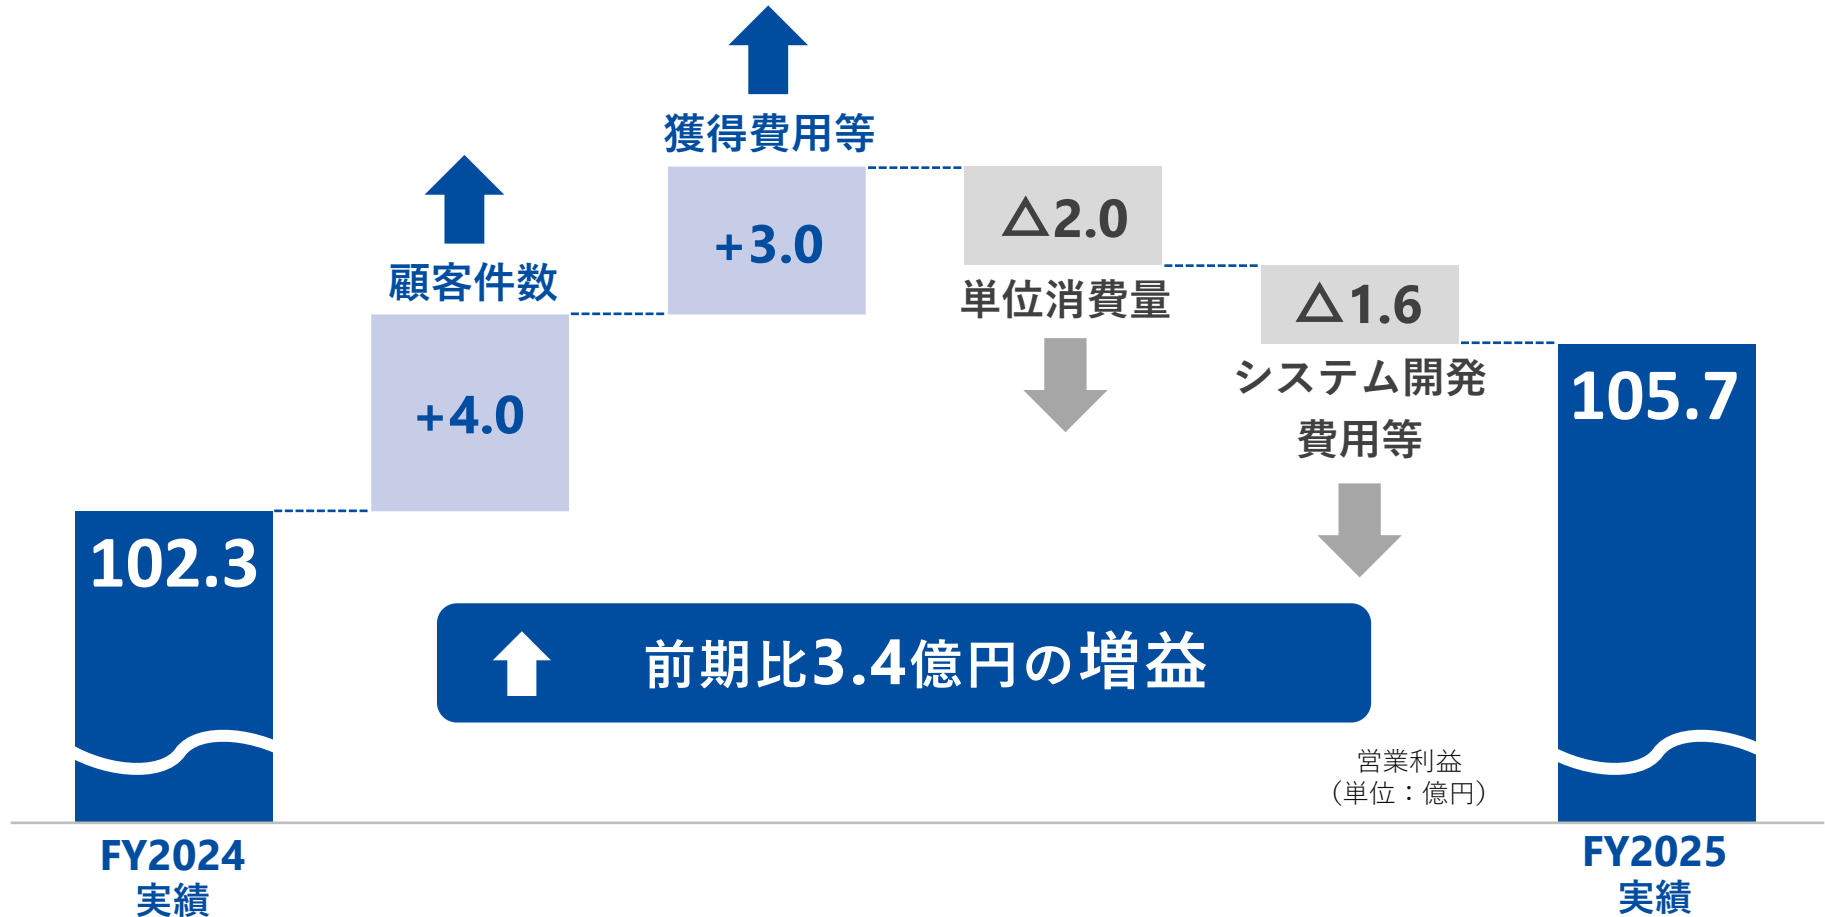 獲得費用等
+3.0
顧客件数
+4.0
△2.0
単位消費量
△1.6
システム開発
費用等
102.3
105.7
前期比3.4億円の増益
営業利益
（単位：億円）
FY2024
実績
FY2025
実績